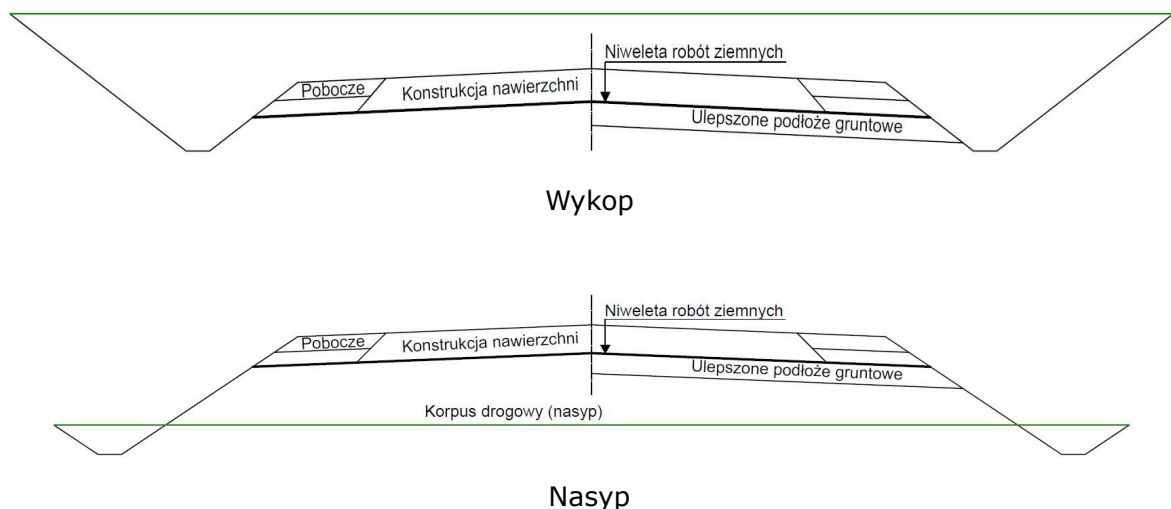 Niweleta robót ziemnych
Pobocze
Konstrukcja nawierzchni
Ulepszone podłoże gruntowe
Wykop
Niweleta robót ziemnych
Pobocze
Konstrukcja nawierzchni
Ulepszone podłoże gruntowe
Korpus drogowy (nasyp)
Nasyp